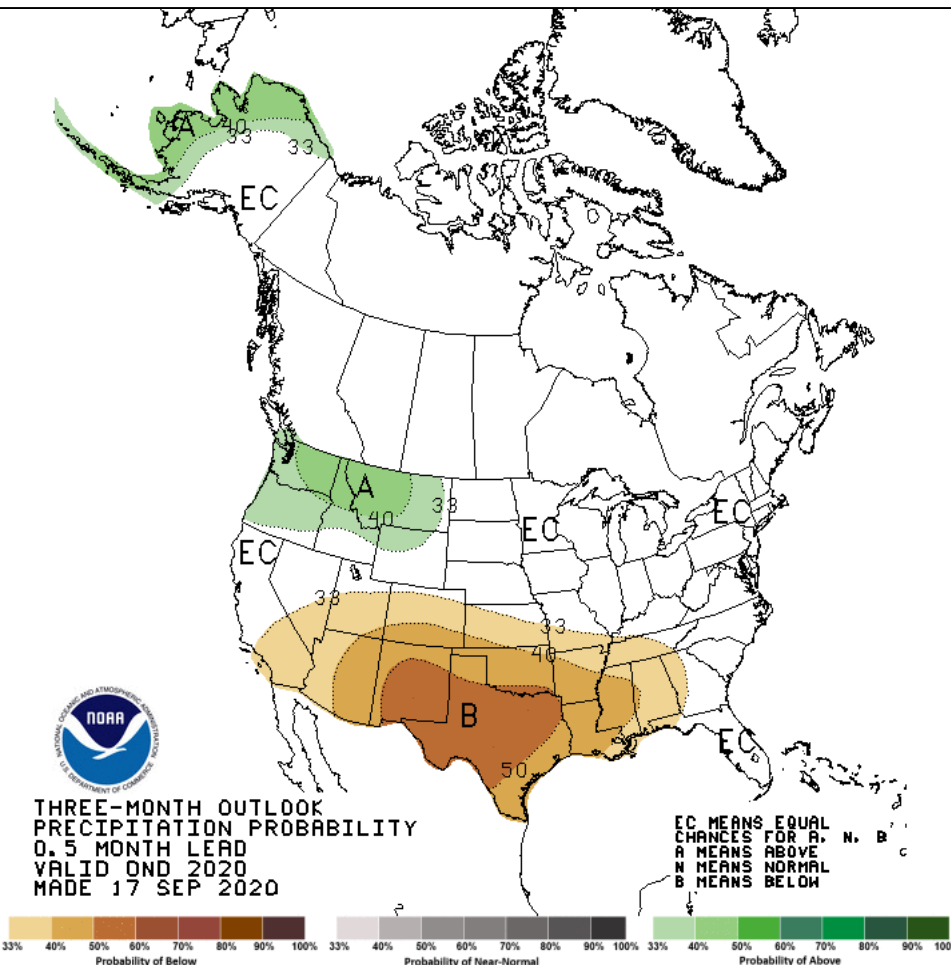 A 40
33
33
EC
A
40
33
EC
EC
EC
33
33
40
B
50
EC
NATIONAL OCEANIC AND ATMOSPHERIC ADMINISTRATION
NOAA
U.S. DEPARTMENT OF COMMERCE
THREE-MONTH OUTLOOK
PRECIPITATION PROBABILITY
0.5 MONTH LEAD
VALID OND 2020
MADE 17 SEP 2020
EC MEANS EQUAL
CHANCES FOR A, N, B
A MEANS ABOVE
N MEANS NORMAL
B MEANS BELOW
33% 40% 50% 60% 70% 80% 90% 100%
Probability of Below
33% 40% 50% 60% 70% 80% 90% 100%
Probability of Near-Normal
33% 40% 50% 60% 70% 80% 90% 100
Probability of Above